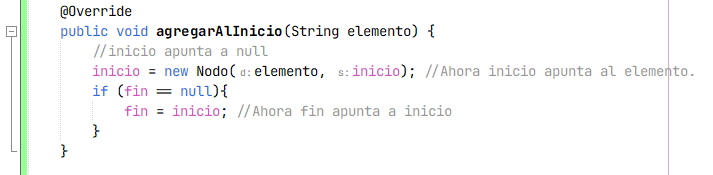 @Override
public void agregarAlInicio(String elemento) {
//inicio apunta a null
inicio = new Nodo( d: elemento, s: inicio); //Ahora inicio apunta al elemento.
if (fin == null){
fin = inicio; //Ahora fin apunta a inicio
}
}